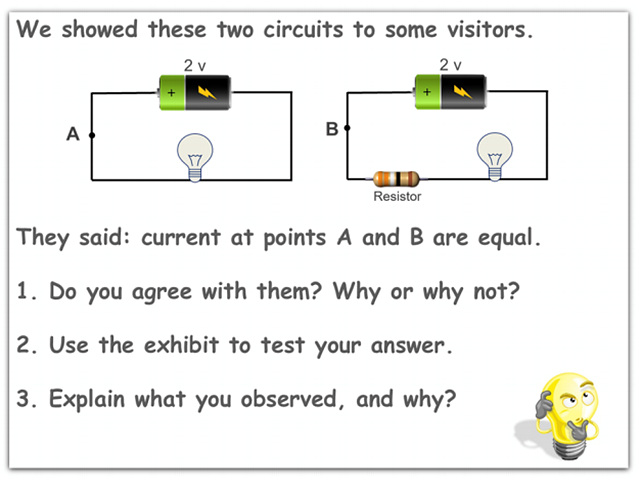 We showed these two circuits to some visitors.
2 v
2 v
+
+
A
B
Resistor
They said: current at points A and B are equal.
1. Do you agree with them? Why or why not?
2. Use the exhibit to test your answer.
3. Explain what you observed, and why?